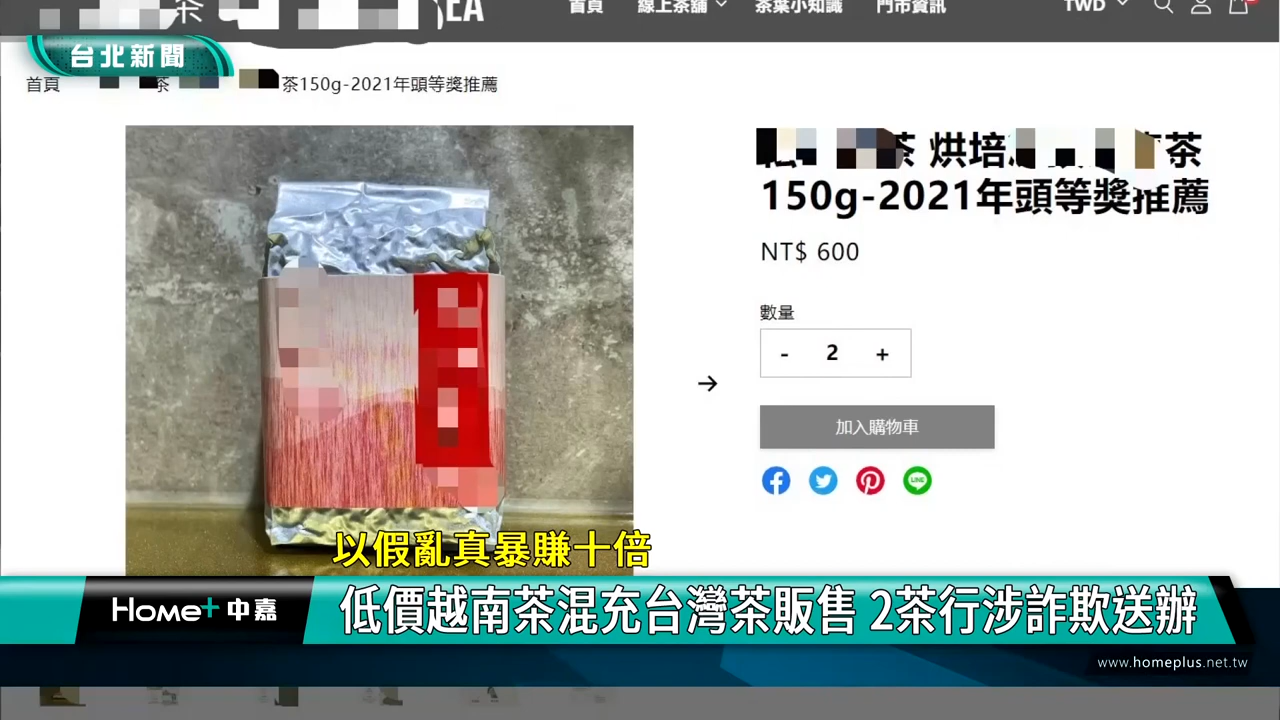 茶
EA
首頁 線上茶舖 茶葉小知識 門市資訊
TWD
台北新聞
首頁
茶
茶150g-2021年頭等獎推薦
茶 烘焙
茶
150g-2021年頭等獎推薦
NT$ 600
數量
- 2 +
加入購物車
LINE
以假亂真暴賺十倍
Home+中嘉
低價越南茶混充台灣茶販售 2茶行涉詐欺送辦
www.homeplus.net.tw